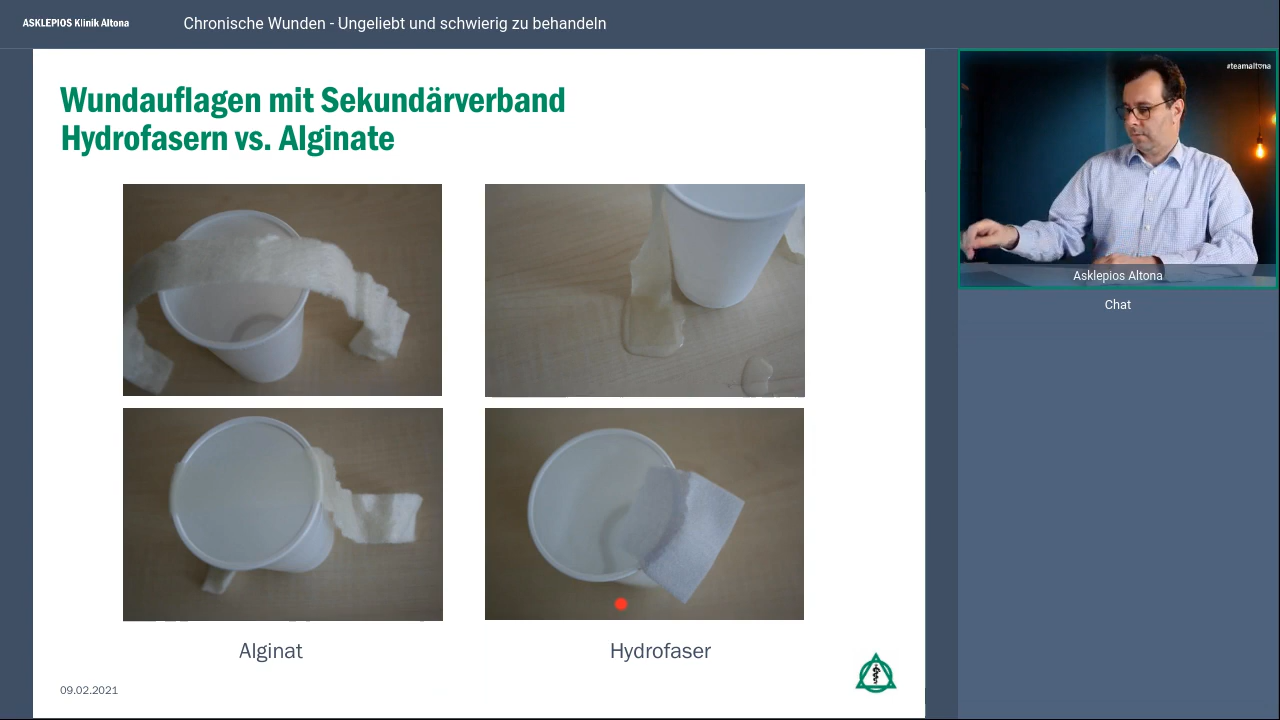 ASKLEPIOS Klinik Altona
Chronische Wunden - Ungeliebt und schwierig zu behandeln
#teamaltona
Wundauflagen mit Sekundärverband
Hydrofasern vs. Alginate
Asklepios Altona
Chat
Alginat
Hydrofaser
09.02.2021